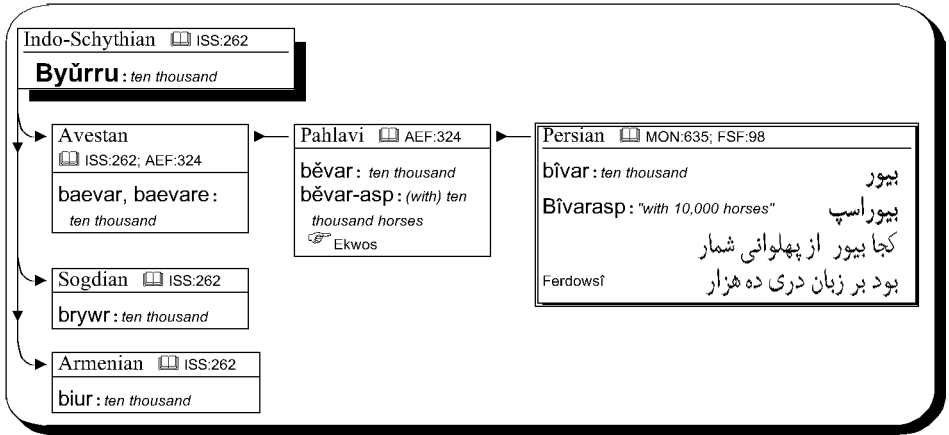 Indo-Schythian 🕮 ISS:262
Byŭrru : ten thousand
Avestan
🕮 ISS:262; AEF:324
baevar, baevare :
ten thousand
Pahlavi 🕮 AEF:324
bĕvar : ten thousand
bĕvar-asp : (with) ten
thousand horses
☞ Ekwos
Persian 🕮 MON:635; FSF:98
bîvar : ten thousand بیور
Bîvarasp : "with 10,000 horses" بیوراسپ
کجا بیور از پهلوانی شمار
Ferdowsî بود بر زبان دری ده هزار
Sogdian 🕮 ISS:262
brywr : ten thousand
Armenian 🕮 ISS:262
biur : ten thousand